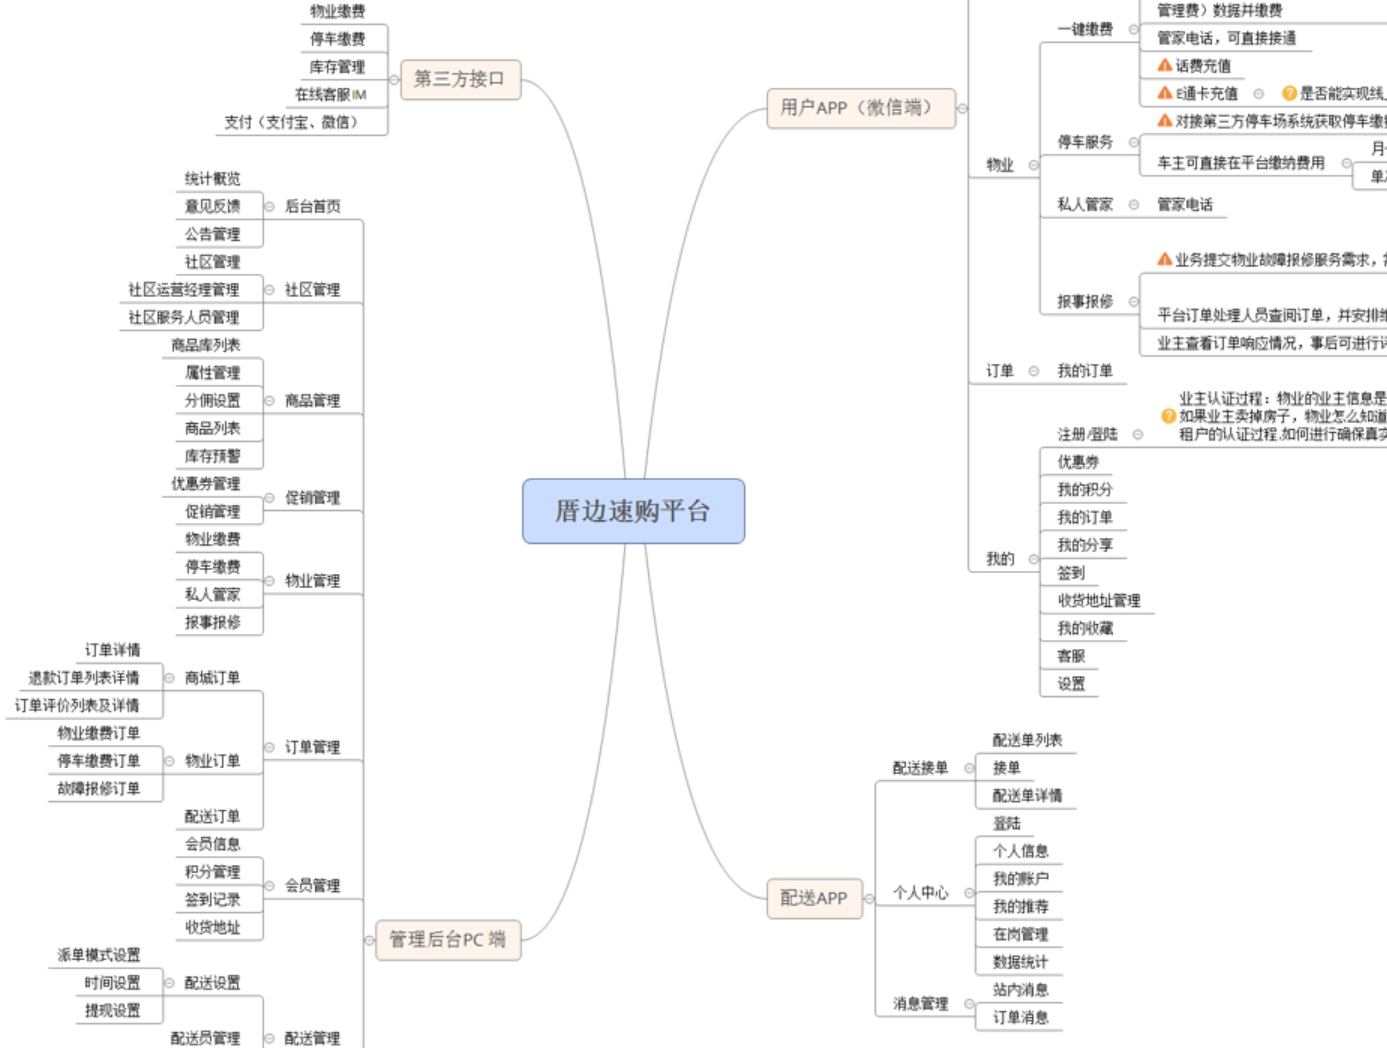 物业缴费
停车缴费
库存管理
在线客服IM
支付（支付宝、微信）
第三方接口
统计概览
意见反馈
公告管理
后台首页
社区管理
社区运营经理管理
社区服务人员管理
社区管理
商品库列表
属性管理
分佣设置
商品列表
库存预警
商品管理
优惠券管理
促销管理
促销管理
物业缴费
停车缴费
私人管家
报事报修
物业管理
订单详情
退款订单列表详情
订单评价列表及详情
商城订单
物业缴费订单
停车缴费订单
故障报修订单
物业订单
配送订单
订单管理
会员信息
积分管理
签到记录
收货地址
会员管理
派单模式设置
时间设置
提现设置
配送设置
配送员管理
配送管理
管理后台PC 端
厝边速购平台
用户APP（微信端）
物业
一键缴费
管理费）数据并缴费
管家电话，可直接接通
话费充值
E通卡充值
是否能实现线
停车服务
对接第三方停车场系统获取停车缴
车主可直接在平台缴纳费用
月
单
私人管家
管家电话
报事报修
业务提交物业故障报修服务需求，
平台订单处理人员查阅订单，并安排
业主查看订单响应情况，事后可进行
订单
我的订单
我的
注册/登陆
业主认证过程：物业的业主信息是
如果业主卖掉房子，物业怎么知道
租户的认证过程.如何进行确保真实
优惠券
我的积分
我的订单
我的分享
签到
收货地址管理
我的收藏
客服
设置
配送APP
配送接单
配送单列表
接单
配送单详情
个人中心
登陆
个人信息
我的账户
我的推荐
在岗管理
数据统计
消息管理
站内消息
订单消息